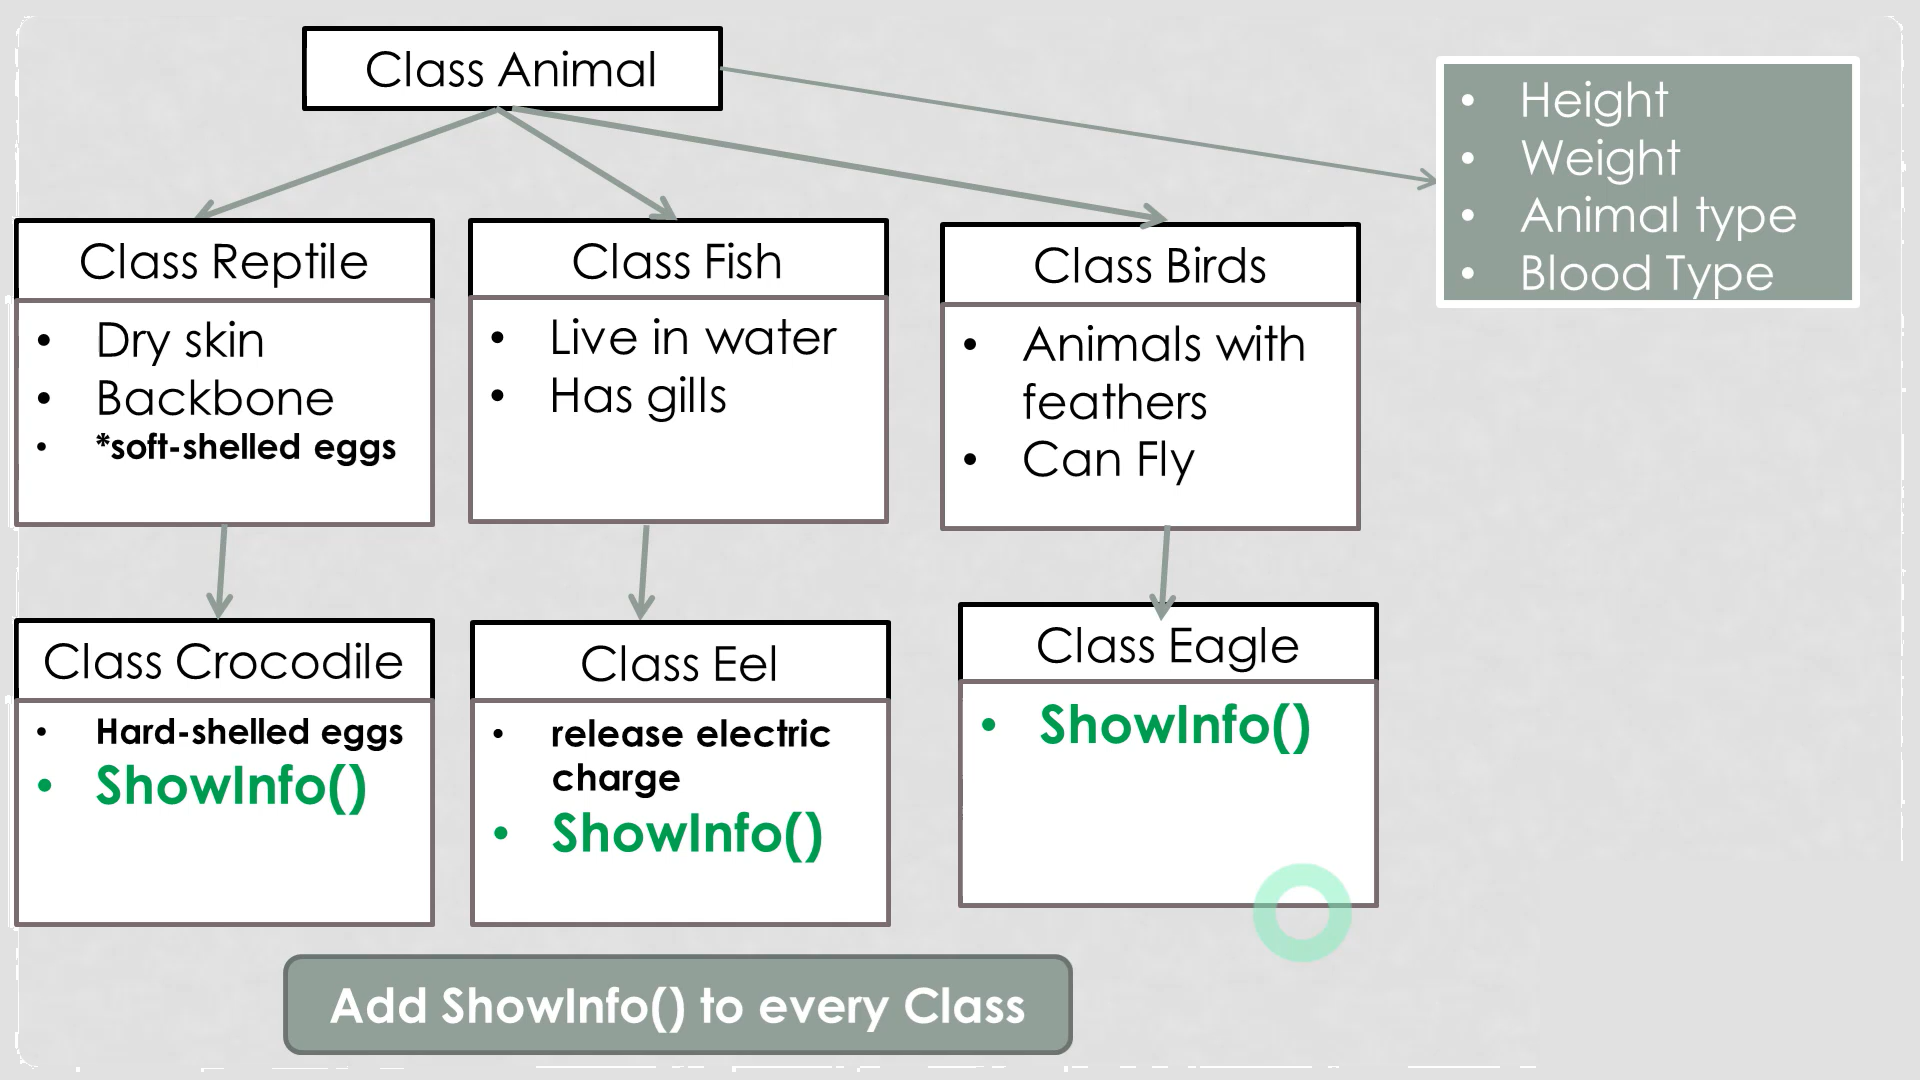 Class Animal
• Height
• Weight
• Animal type
• Blood Type
Class Reptile
• Dry skin
• Backbone
• *soft-shelled eggs
Class Fish
• Live in water
• Has gills
Class Birds
• Animals with
feathers
• Can Fly
Class Crocodile
• Hard-shelled eggs
• ShowInfo()
Class Eel
• release electric
charge
• ShowInfo()
Class Eagle
• ShowInfo()
Add ShowInfo() to every Class